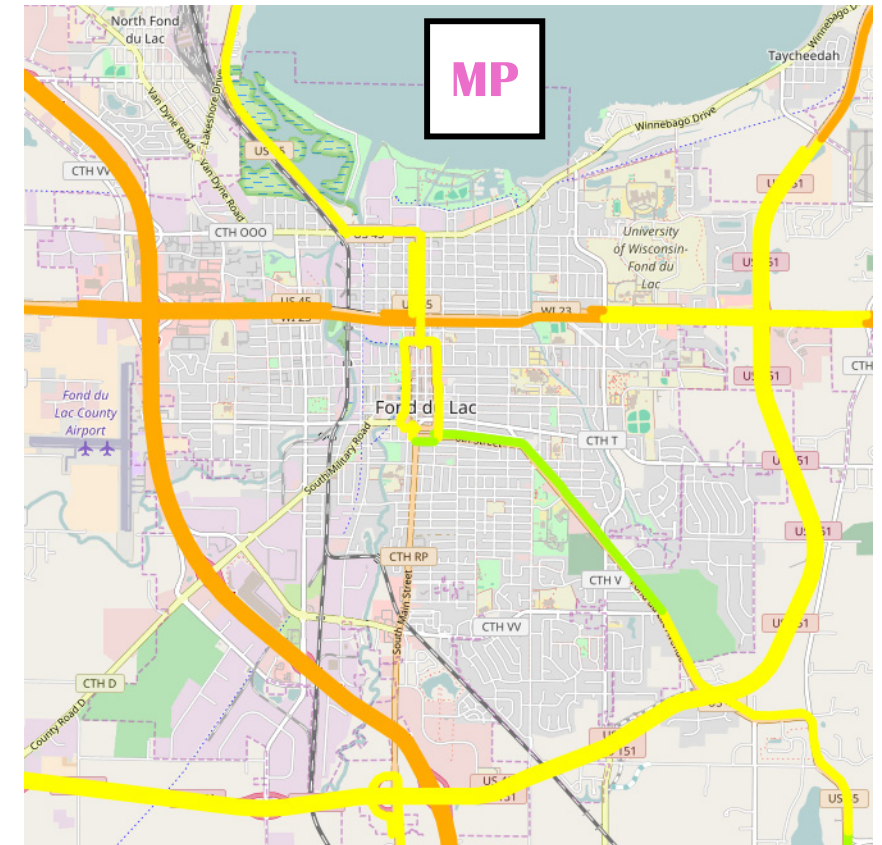 North Fond
du Lac
MP
Taycheedah
Winnebago D
Van Dyne Road
Lakeshore Drive
Winnebago Drive
US 45
CTH VV
Van Dyne Road
CTH OOO
US 45
University
of Wisconsin-
Fond du
Lac
US 151
US 151
US 45
WI 23
US 45
WI 23
CTH
US 151
Fond du
Lac County
Airport
Fond du Lac
South Military Road
CTH T
US 151
US 151
CTH RP
CTH V
South Main Street
CTH VV
US 151
CTH D
County Road D
US
US 45